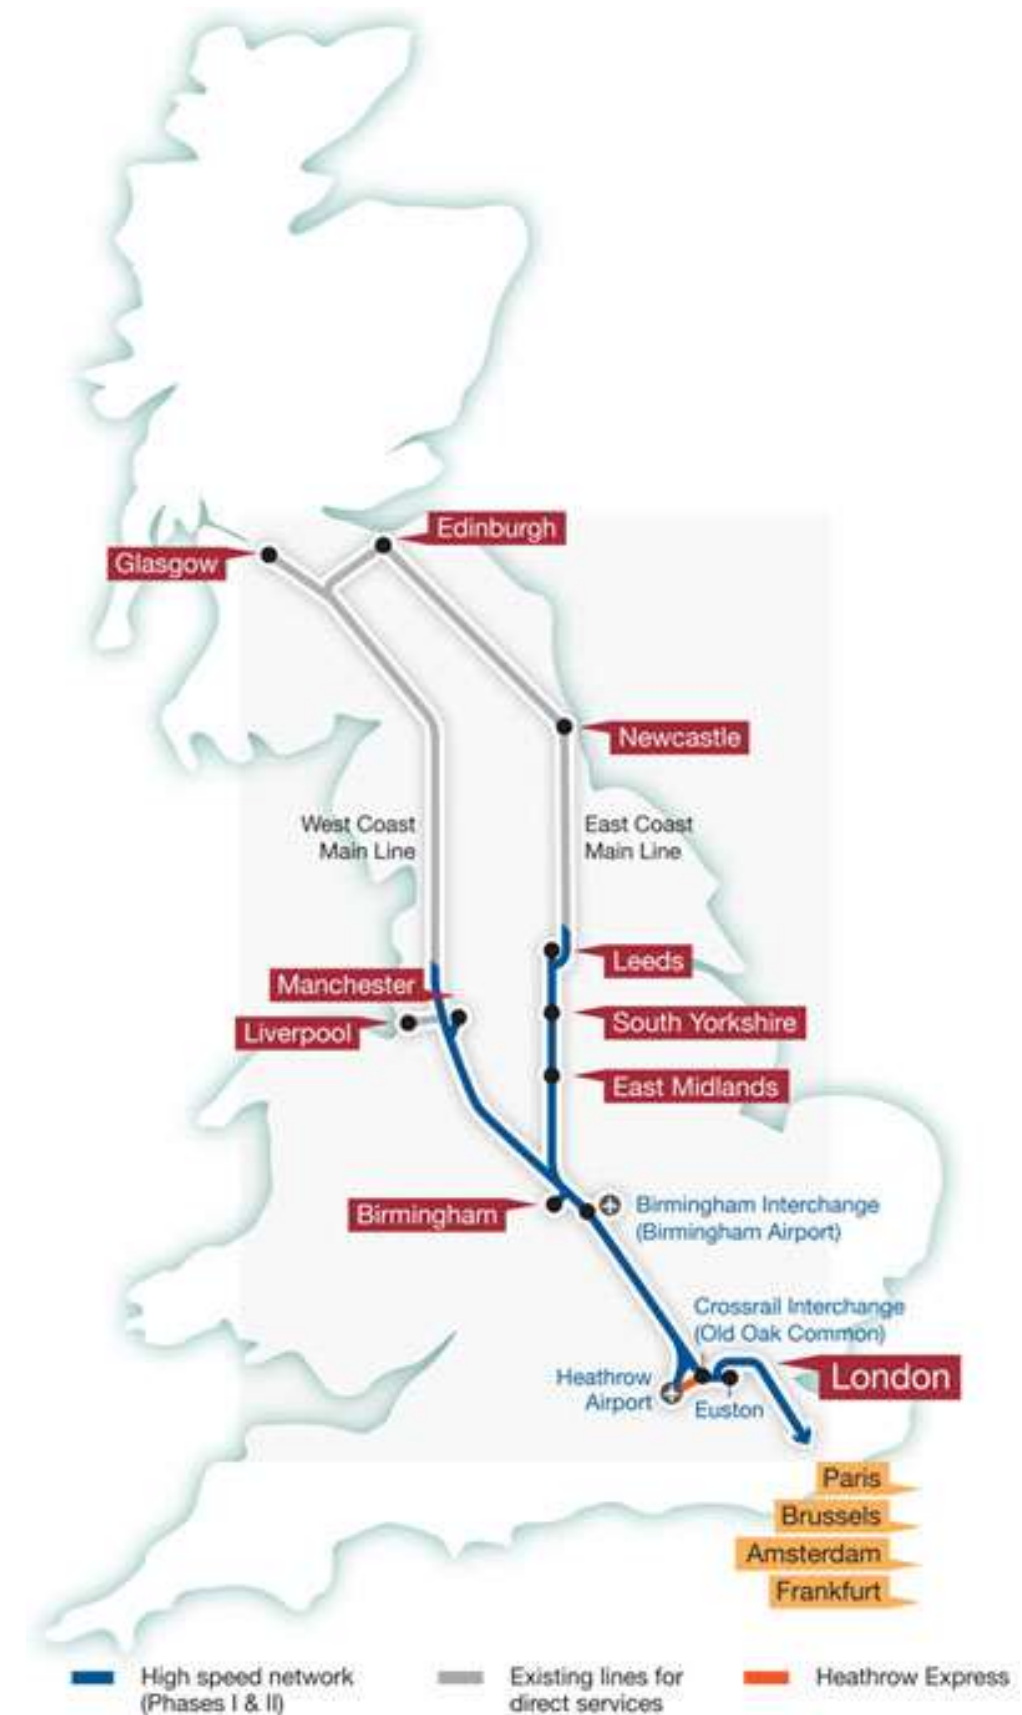 Edinburgh
Glasgow
Newcastle
West Coast
Main Line
East Coast
Main Line
Leeds
Manchester
South Yorkshire
Liverpool
East Midlands
Birmingham
Birmingham Interchange
(Birmingham Airport)
Crossrail Interchange
(Old Oak Common)
London
Heathrow
Airport
Euston
Paris
Brussels
Amsterdam
Frankfurt
High speed network
(Phases I & II)
Existing lines for
direct services
Heathrow Express